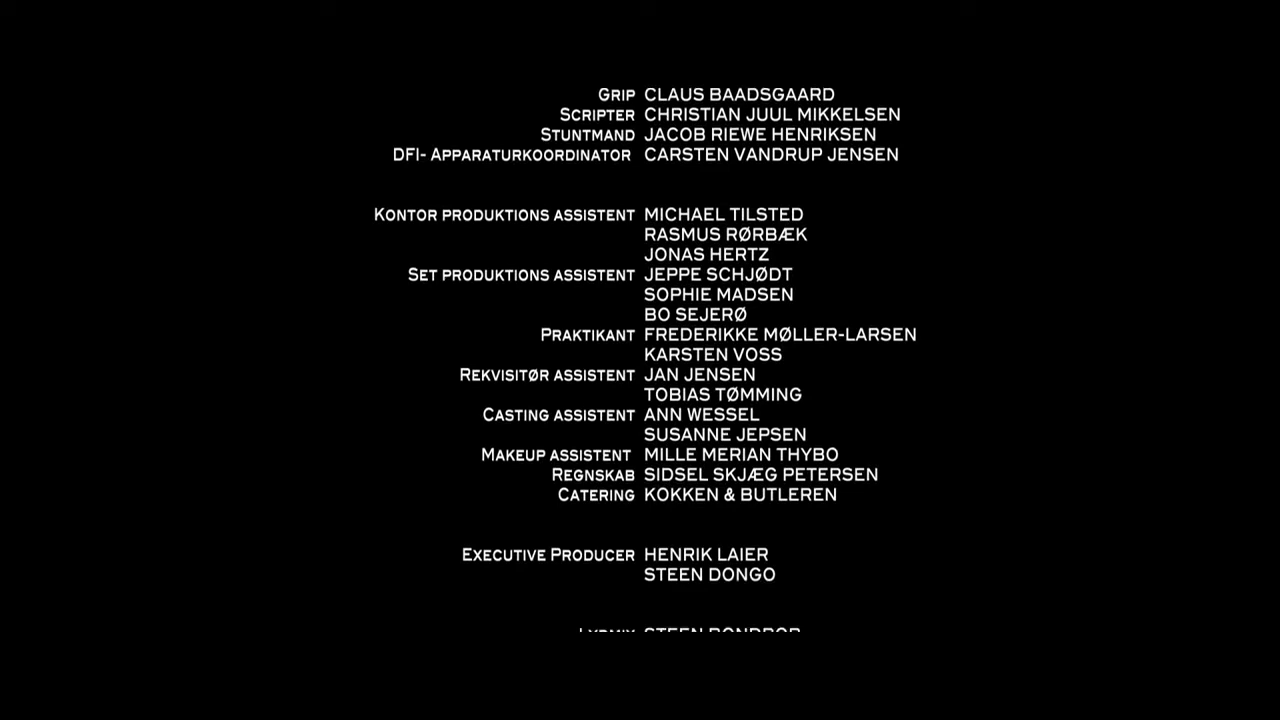 Grip CLAUS BAADSGAARD
Scripter CHRISTIAN JUUL MIKKELSEN
Stuntmand JACOB RIEWE HENRIKSEN
DFI- Apparaturkoordinator CARSTEN VANDRUP JENSEN
Kontor produktions assistent MICHAEL TILSTED
RASMUS RØRBÆK
JONAS HERTZ
Set produktions assistent JEPPE SCHJØDT
SOPHIE MADSEN
BO SEJERØ
Praktikant FREDERIKKE MØLLER-LARSEN
KARSTEN VOSS
Rekvisitør assistent JAN JENSEN
TOBIAS TØMMING
Casting assistent ANN WESSEL
SUSANNE JEPSEN
Makeup assistent MILLE MERIAN THYBO
Regnskab SIDSEL SKJÆG PETERSEN
Catering KOKKEN & BUTLEREN
Executive Producer HENRIK LAIER
STEEN DONGO
STEEN